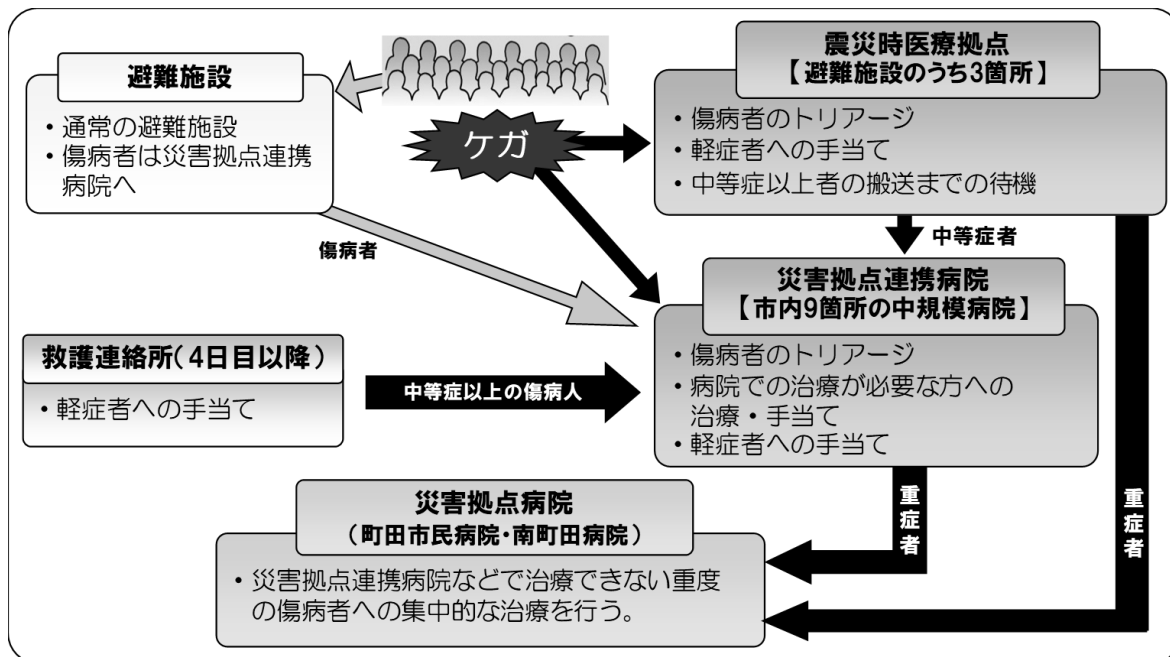 避難施設
・通常の避難施設
・傷病者は災害拠点連携
病院へ
ケガ
震災時医療拠点
【避難施設のうち3箇所】
・傷病者のトリアージ
・軽症者への手当て
・中等症以上者の搬送までの待機
傷病者
中等症者
災害拠点連携病院
【市内9箇所の中規模病院】
・傷病者のトリアージ
・病院での治療が必要な方への
治療・手当て
・軽症者への手当て
救護連絡所(4日目以降)
・軽症者への手当て
中等症以上の傷病人
重症者
重症者
災害拠点病院
(町田市民病院・南町田病院)
・災害拠点連携病院などで治療できない重度
の傷病者への集中的な治療を行う。